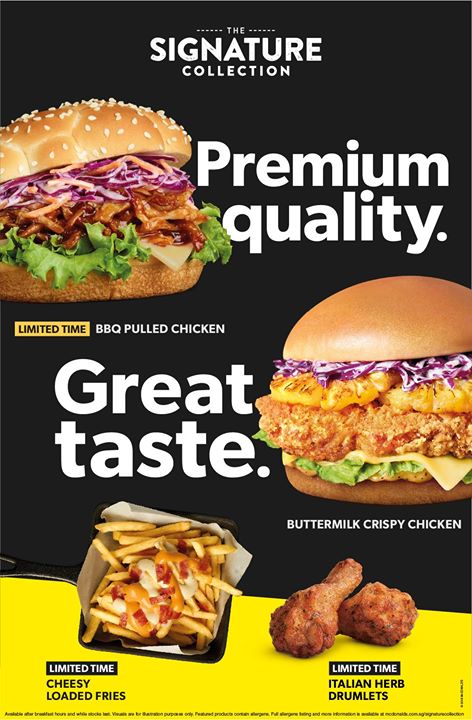 THE
SIGNATURE
COLLECTION
Premium
quality.
LIMITED TIME BBQ PULLED CHICKEN
Great
taste.
BUTTERMILK CRISPY CHICKEN
LIMITED TIME
CHEESY
LOADED FRIES
LIMITED TIME
ITALIAN HERB
DRUMLETS
Available after breakfast hours and while stocks last. Visuals are for illustration purposes only. Featured products contain allergens. Full allergens listing and more information is available at mcdonalds.com.sg/signaturecollection